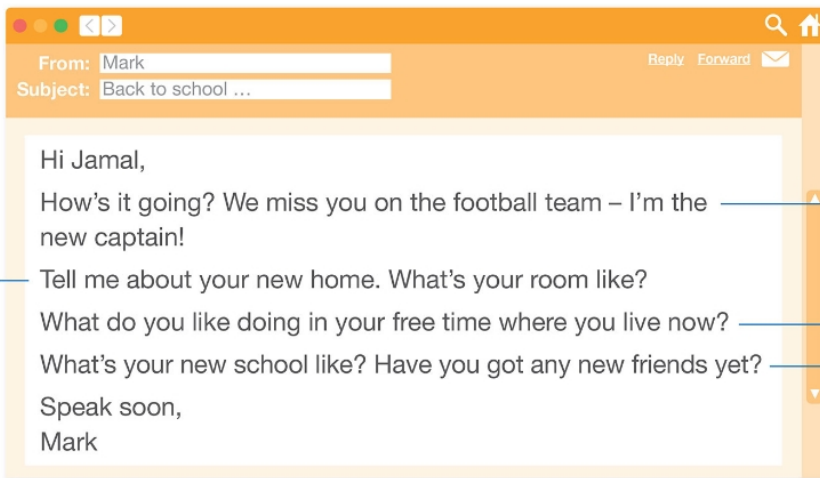 Reply Forward
From: Mark
Subject: Back to school ...
Hi Jamal,
How's it going? We miss you on the football team – I'm the
new captain!
Tell me about your new home. What's your room like?
What do you like doing in your free time where you live now?
What's your new school like? Have you got any new friends yet?
Speak soon,
Mark